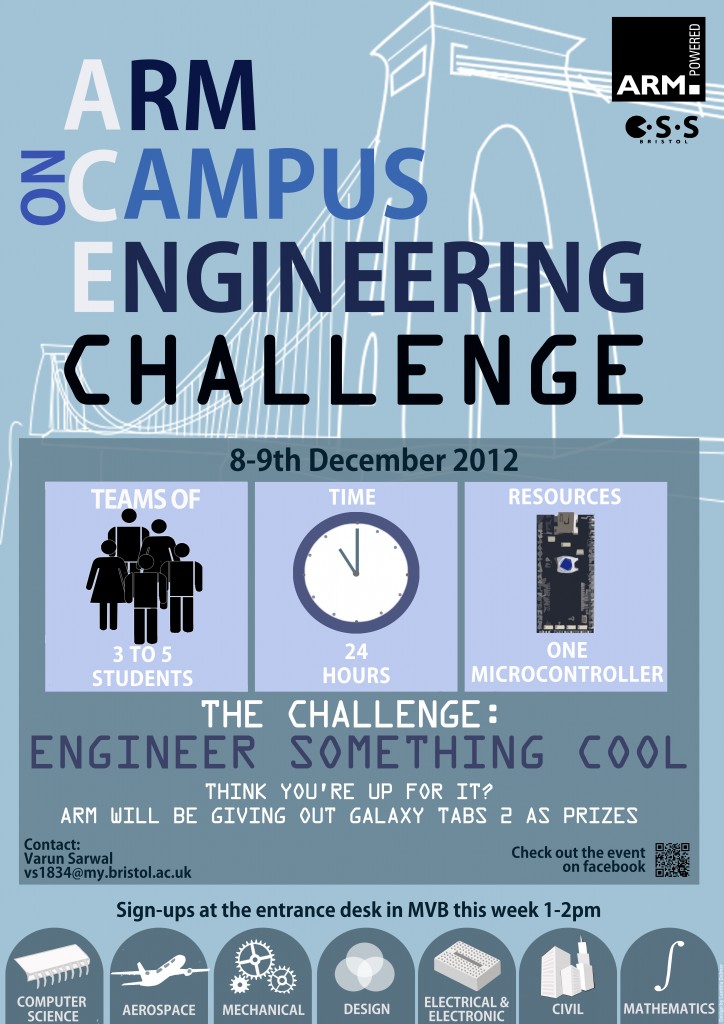 ARM
POWERED
ARM.
C·S·S
BRISTOL
ON CAMPUS
ENGINEERING
CHALLENGE
8-9th December 2012
TEAMS OF
3 TO 5
STUDENTS
TIME
24
HOURS
RESOURCES
ONE
MICROCONTROLLER
THE CHALLENGE:
ENGINEER SOMETHING COOL
THINK YOU'RE UP FOR IT?
ARM WILL BE GIVING OUT GALAXY TABS 2 AS PRIZES
Contact:
Varun Sarwal
vs1834@my.bristol.ac.uk
Check out the event
on facebook
Sign-ups at the entrance desk in MVB this week 1-2pm
COMPUTER
SCIENCE
AEROSPACE
MECHANICAL
DESIGN
ELECTRICAL &
ELECTRONIC
CIVIL
∫
MATHEMATICS